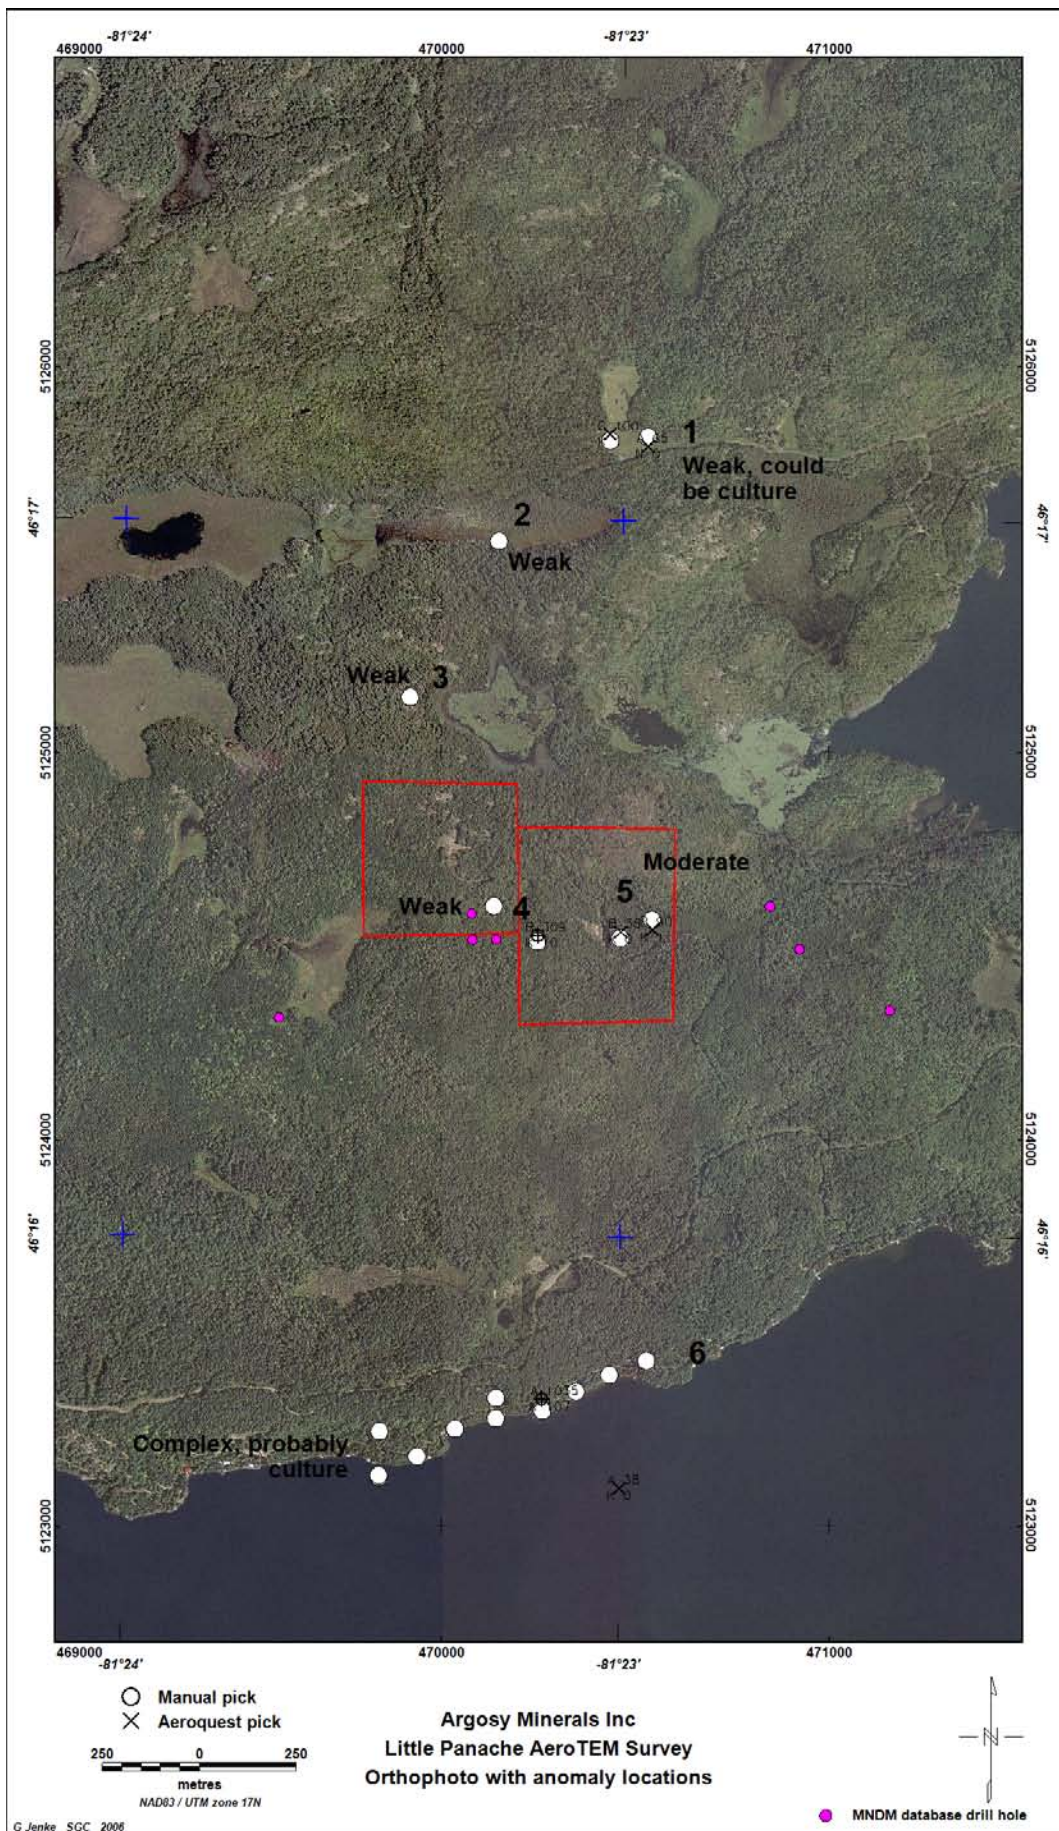 -81°24'
-81°23'
469000
470000
471000
5126000
5126000
1
Weak, could
be culture
46°17'
46°17'
2
Weak
Weak
3
5125000
5125000
Moderate
5
Weak
4
5124000
5124000
46°16'
46°16'
6
Complex, probably
culture
5123000
5123000
469000
470000
471000
-81°24'
-81°23'
Manual pick
Aeroquest pick
250
0
250
metres
NAD83 / UTM zone 17N
Argosy Minerals Inc
Little Panache AeroTEM Survey
Orthophoto with anomaly locations
N
MNDM database drill hole
G Jenke SGC 2006